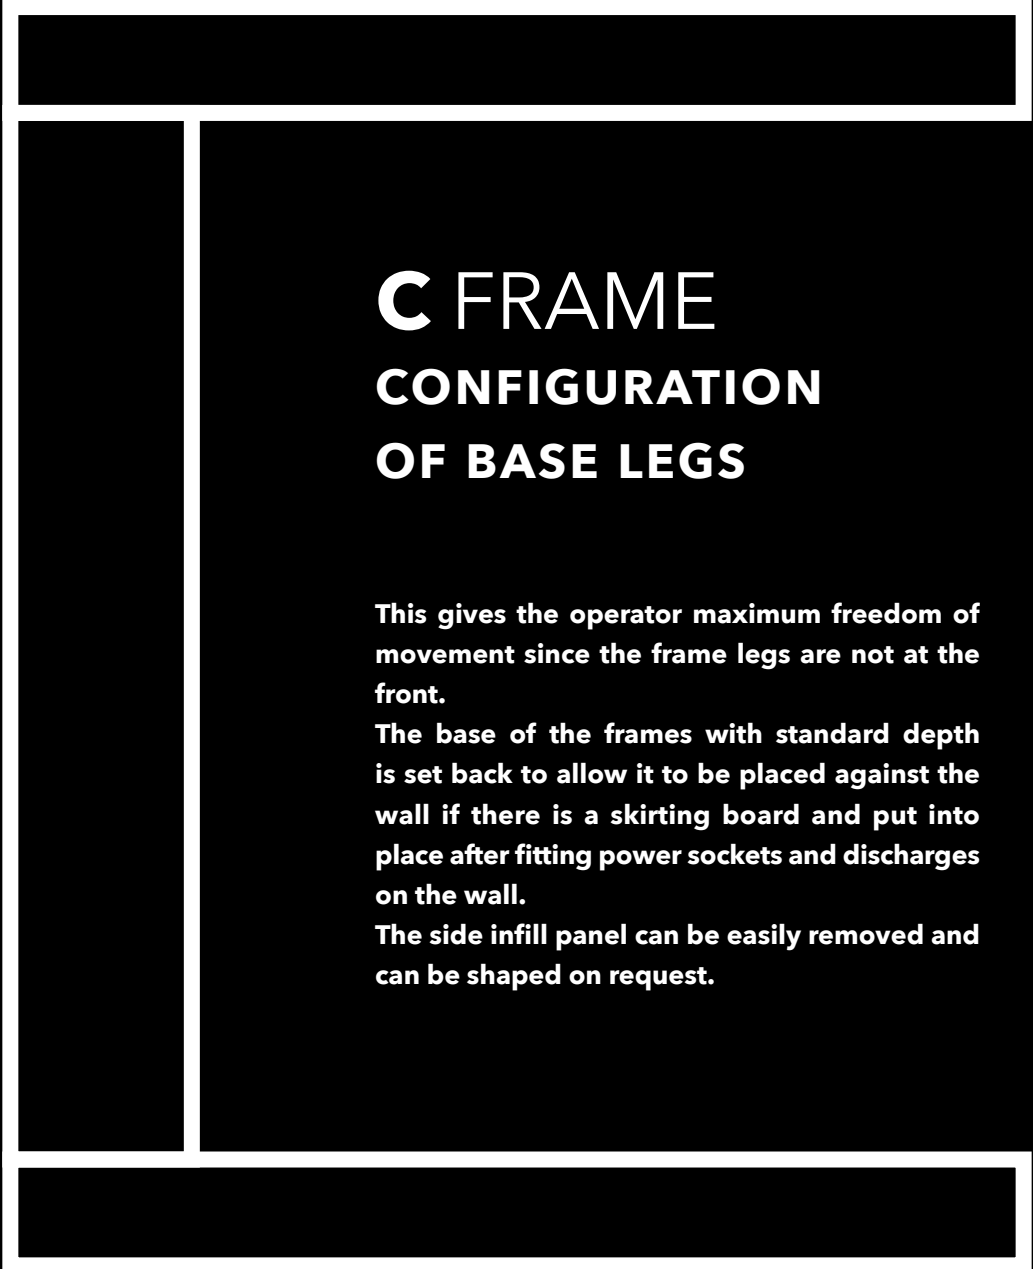 C FRAME
CONFIGURATION
OF BASE LEGS
This gives the operator maximum freedom of
movement since the frame legs are not at the
front.
The base of the frames with standard depth
is set back to allow it to be placed against the
wall if there is a skirting board and put into
place after fitting power sockets and discharges
on the wall.
The side infill panel can be easily removed and
can be shaped on request.